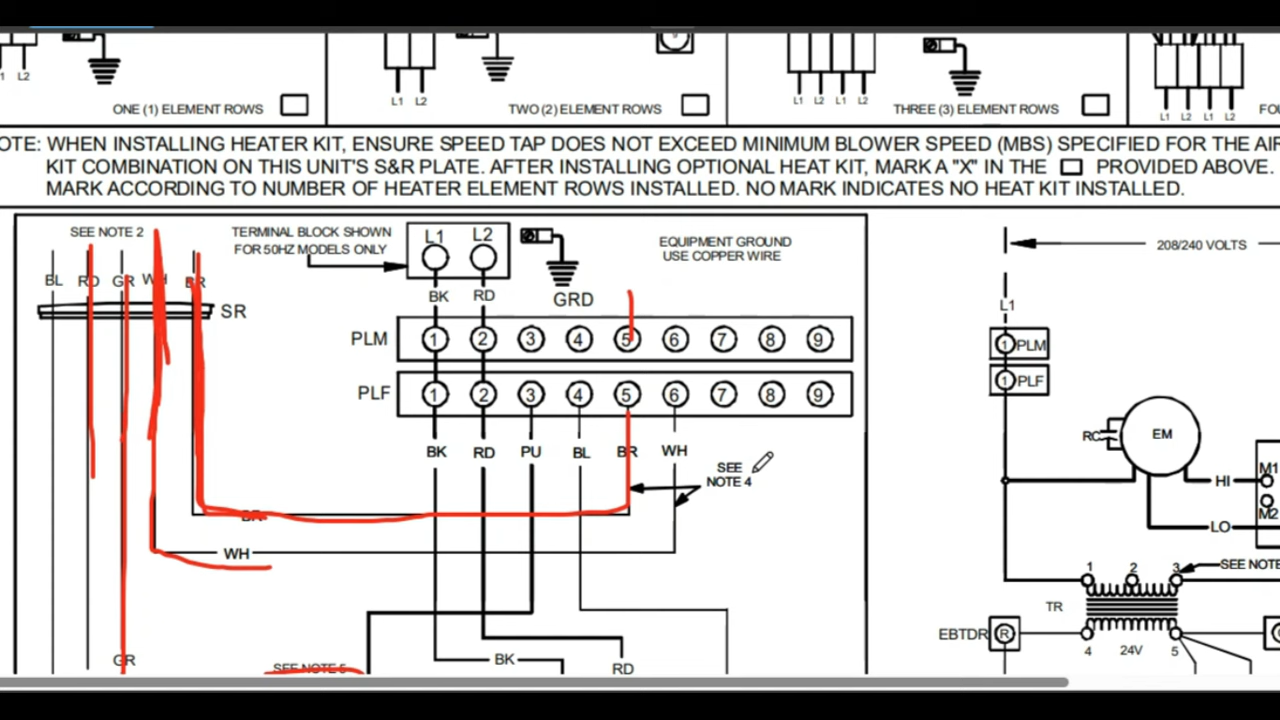 L2
L1 L2
L1 L2 L1 L2
L1 L2 L1 L2
ONE (1) ELEMENT ROWS
TWO (2) ELEMENT ROWS
THREE (3) ELEMENT ROWS
FOU
OTE: WHEN INSTALLING HEATER KIT, ENSURE SPEED TAP DOES NOT EXCEED MINIMUM BLOWER SPEED (MBS) SPECIFIED FOR THE AIR
KIT COMBINATION ON THIS UNIT'S S&R PLATE. AFTER INSTALLING OPTIONAL HEAT KIT, MARK A "X" IN THE PROVIDED ABOVE.
MARK ACCORDING TO NUMBER OF HEATER ELEMENT ROWS INSTALLED. NO MARK INDICATES NO HEAT KIT INSTALLED.
SEE NOTE 2
TERMINAL BLOCK SHOWN
FOR 50HZ MODELS ONLY
L1 L2
EQUIPMENT GROUND
USE COPPER WIRE
208/240 VOLTS
BL RD GR WH BR
SR
BK RD
GRD
L1
PLM 1 2 3 4 5 6 7 8 9
1 PLM
PLF 1 2 3 4 5 6 7 8 9
1 PLF
BK RD PU BL BR WH
SEE
NOTE 4
RC
EM
HI
M1
LO
M2
BR
WH
1 2 3
SEE NOTE
TR
EBTDR R
4 24V 5
GR
SEE NOTE 5
BK
RD